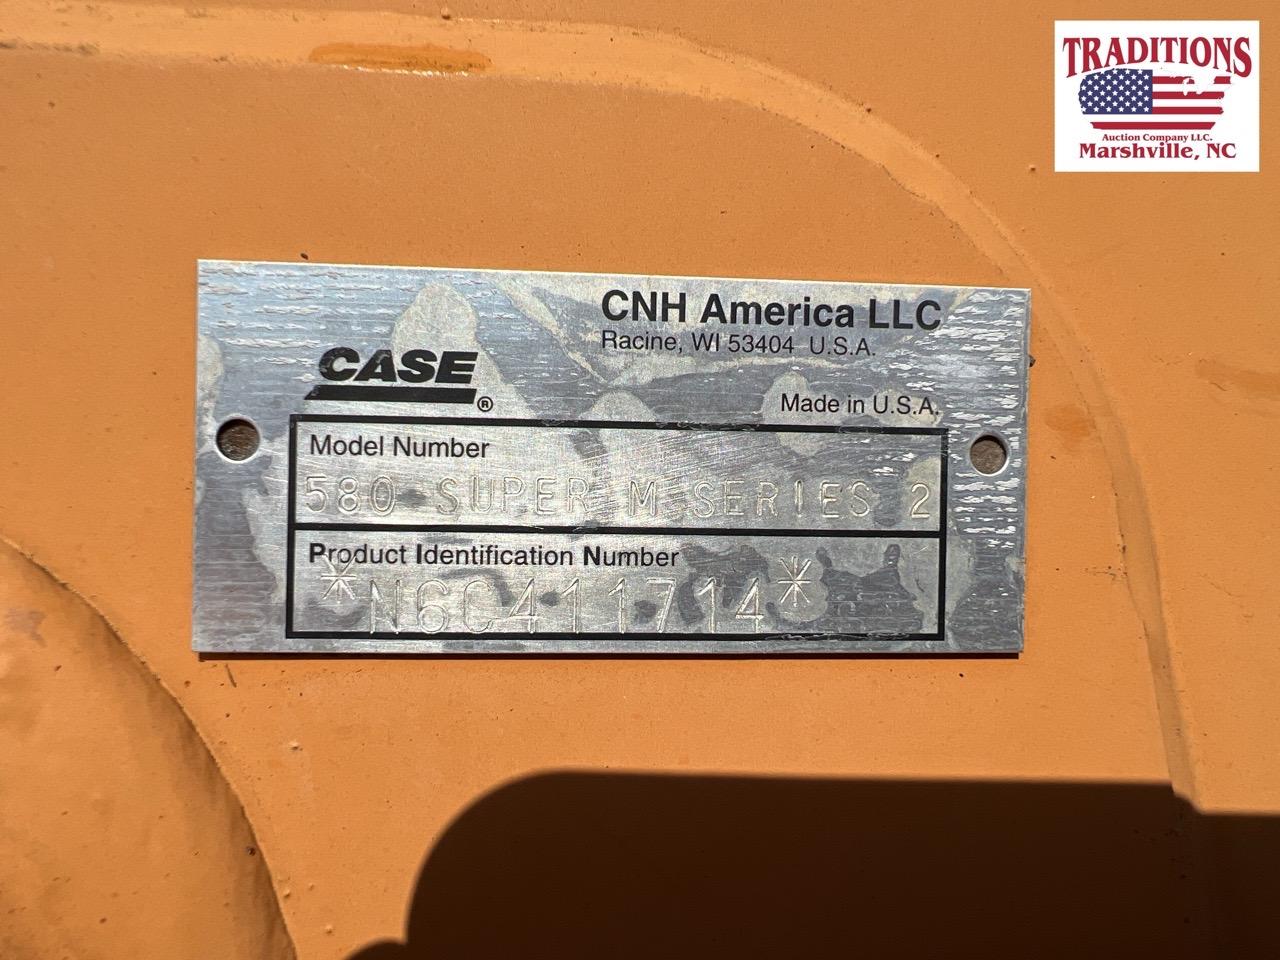 TRADITIONS
Auction Company LLC.
Marshville, NC
CNH America LLC
Racine, WI 53404 U.S.A.
CASE®
Made in U.S.A.
Model Number
580 SUPER M SERIES 2
Product Identification Number
*N6C411714*